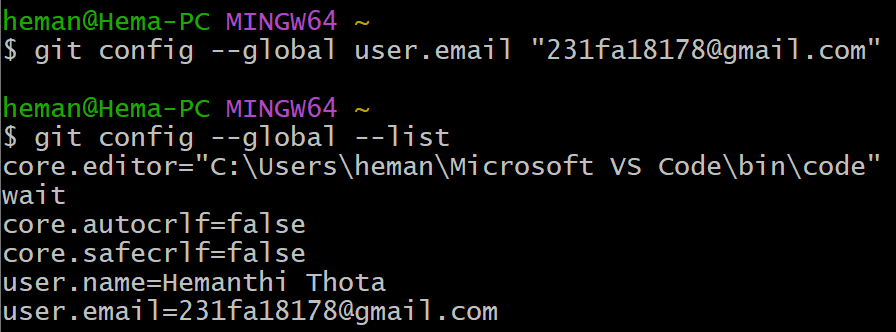 heman@Hema-PC MINGW64 ~
$ git config --global user.email "231fa18178@gmail.com"
heman@Hema-PC MINGW64 ~
$ git config --global --list
core.editor="C:\Users\heman\Microsoft VS Code\bin\code"
wait
core.autocrlf=false
core.safecrlf=false
user.name=Hemanthi Thota
user.email=231fa18178@gmail.com